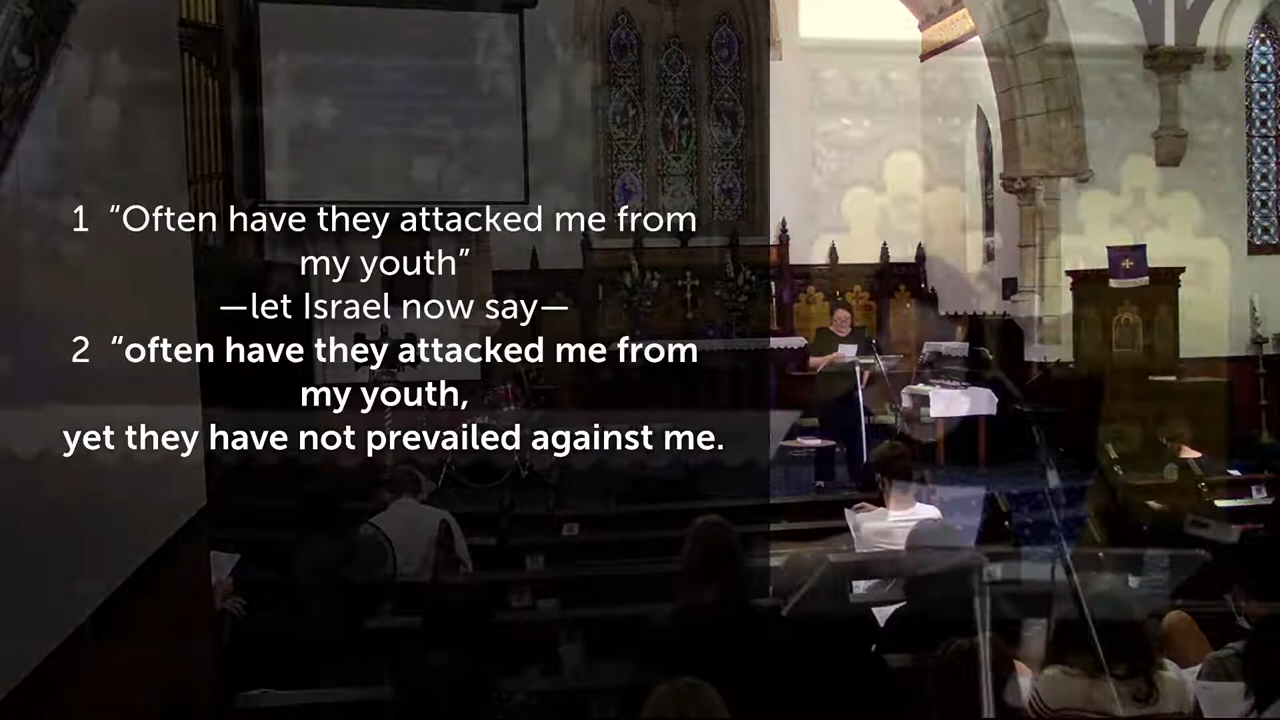 1 “Often have they attacked me from
my youth”
—let Israel now say—
2 “often have they attacked me from
my youth,
yet they have not prevailed against me.